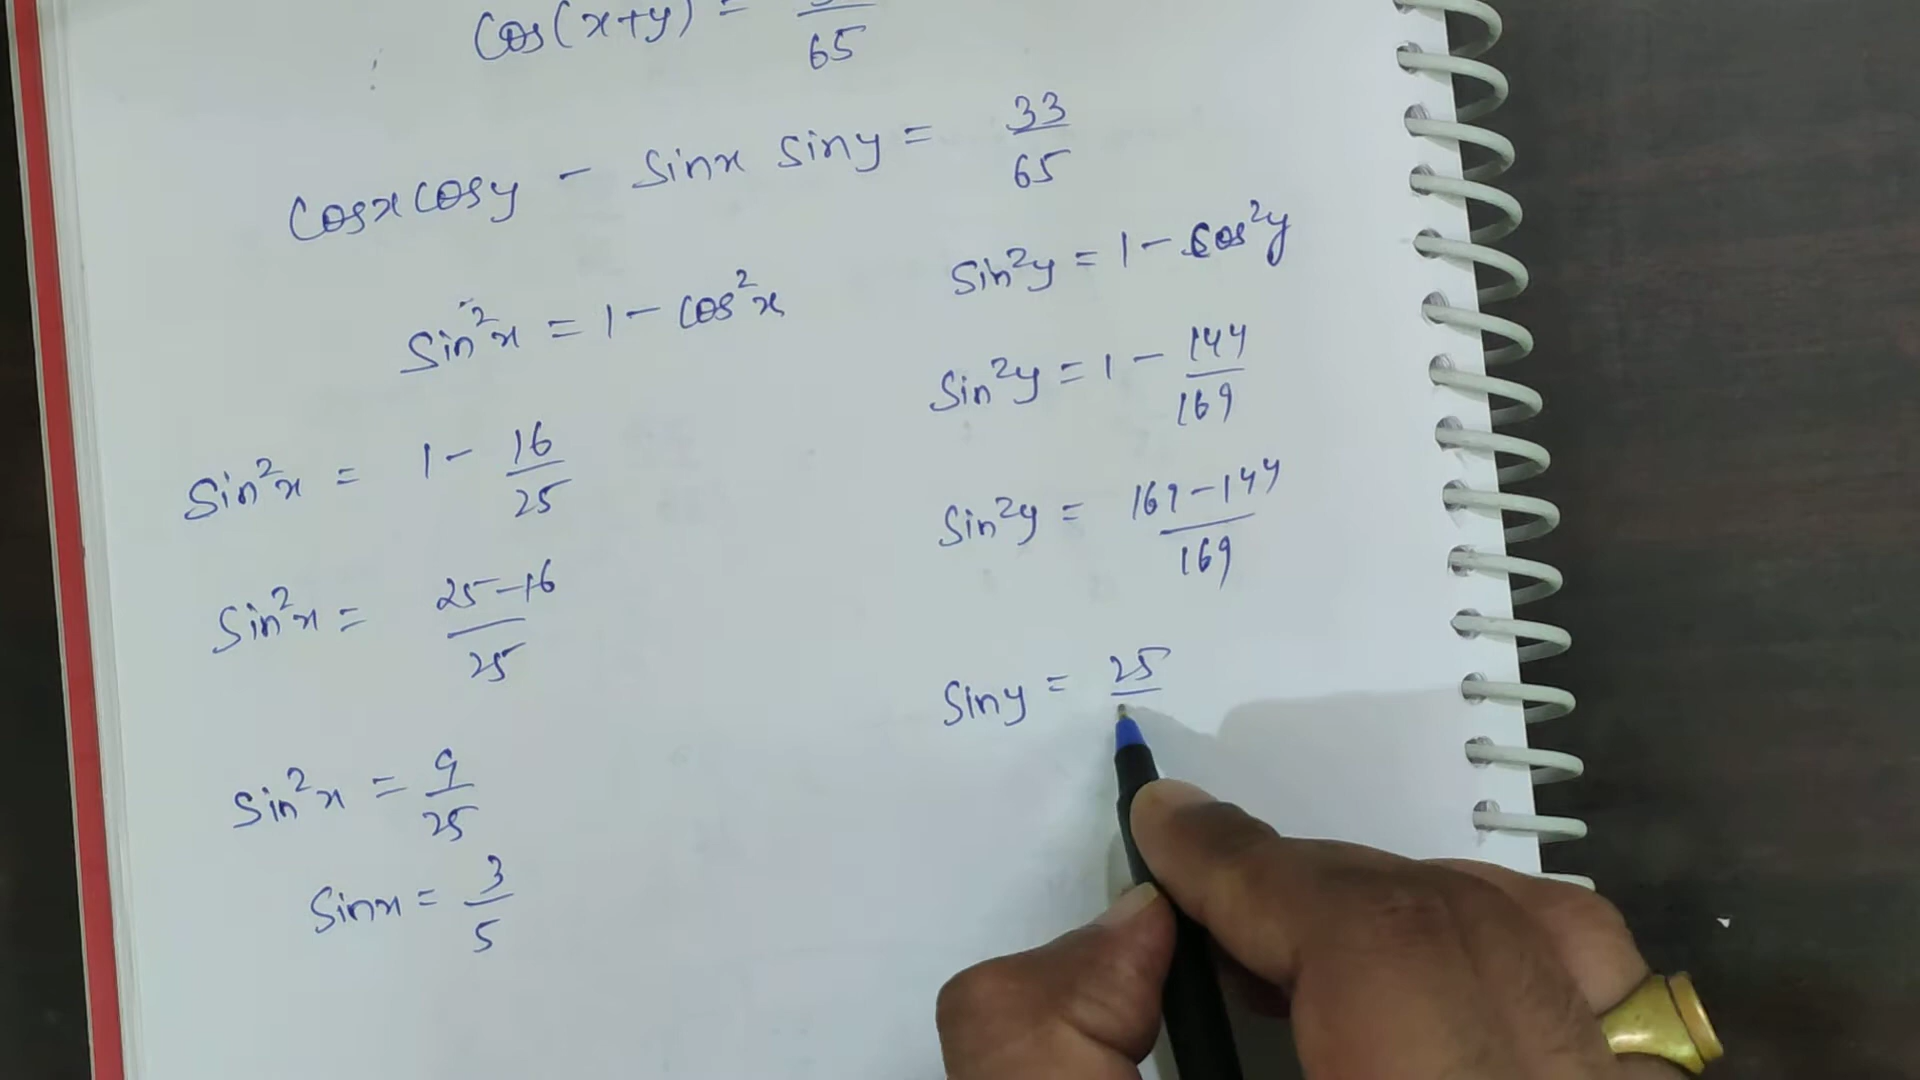 Cos(x+y) = /65
Cosx cosy - Sinx Siny = 33/65
Sin²x = 1 - cos²x
Sin²x = 1 - 16/25
Sin²x = 25-16/25
Sin²x = 9/25
Sinx = 3/5
Sin²y = 1 - cos²y
Sin²y = 1 - 144/169
Sin²y = 169-144/169
Siny = 25